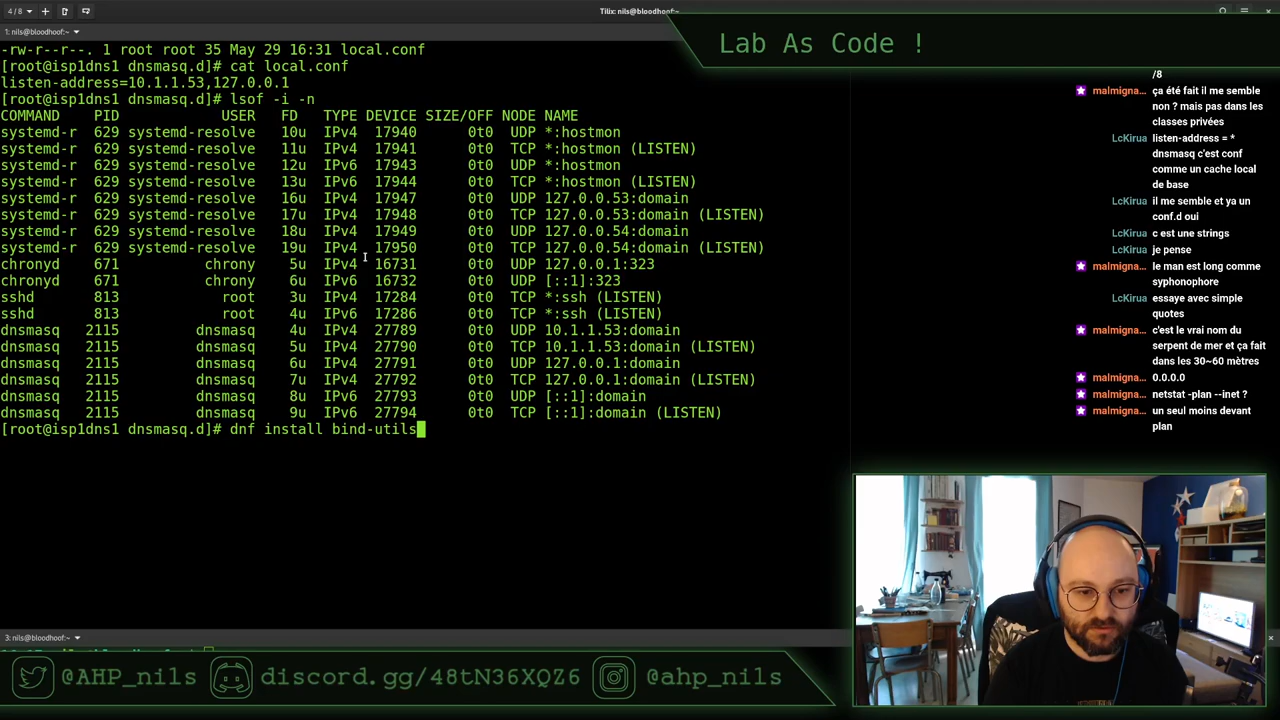 4 / 8
Tilix: nils@bloodhoof:~
1: nils@bloodhoof:~
-rw-r--r--. 1 root root 35 May 29 16:31 local.conf
[root@isp1dns1 dnsmasq.d]# cat local.conf
listen-address=10.1.1.53,127.0.0.1
[root@isp1dns1 dnsmasq.d]# lsof -i -n
COMMAND PID USER FD TYPE DEVICE SIZE/OFF NODE NAME
systemd-r 629 systemd-resolve 10u IPv4 17940 0t0 UDP *:hostmon
systemd-r 629 systemd-resolve 11u IPv4 17941 0t0 TCP *:hostmon (LISTEN)
systemd-r 629 systemd-resolve 12u IPv6 17943 0t0 UDP *:hostmon
systemd-r 629 systemd-resolve 13u IPv6 17944 0t0 TCP *:hostmon (LISTEN)
systemd-r 629 systemd-resolve 16u IPv4 17947 0t0 UDP 127.0.0.53:domain
systemd-r 629 systemd-resolve 17u IPv4 17948 0t0 TCP 127.0.0.53:domain (LISTEN)
systemd-r 629 systemd-resolve 18u IPv4 17949 0t0 UDP 127.0.0.54:domain
systemd-r 629 systemd-resolve 19u IPv4 17950 0t0 TCP 127.0.0.54:domain (LISTEN)
chronyd 671 chrony 5u IPv4 16731 0t0 UDP 127.0.0.1:323
chronyd 671 chrony 6u IPv6 16732 0t0 UDP [::1]:323
sshd 813 root 3u IPv4 17284 0t0 TCP *:ssh (LISTEN)
sshd 813 root 4u IPv6 17286 0t0 TCP *:ssh (LISTEN)
dnsmasq 2115 dnsmasq 4u IPv4 27789 0t0 UDP 10.1.1.53:domain
dnsmasq 2115 dnsmasq 5u IPv4 27790 0t0 TCP 10.1.1.53:domain (LISTEN)
dnsmasq 2115 dnsmasq 6u IPv4 27791 0t0 UDP 127.0.0.1:domain
dnsmasq 2115 dnsmasq 7u IPv4 27792 0t0 TCP 127.0.0.1:domain (LISTEN)
dnsmasq 2115 dnsmasq 8u IPv6 27793 0t0 UDP [::1]:domain
dnsmasq 2115 dnsmasq 9u IPv6 27794 0t0 TCP [::1]:domain (LISTEN)
[root@isp1dns1 dnsmasq.d]# dnf install bind-utils
3: nils@bloodhoof:~
Lab As Code !
/8
malmigna... ça été fait il me semble
non ? mais pas dans les
classes privées
LcKirua listen-address = *
dnsmasq c'est conf
comme un cache local
de base
LcKirua il me semble et ya un
conf.d oui
LcKirua c est une strings
LcKirua je pense
malmigna... le man est long comme
syphonophore
LcKirua essaye avec simple
quotes
malmigna... c'est le vrai nom du
serpent de mer et ça fait
dans les 30~60 mètres
malmigna... 0.0.0.0
malmigna... netstat -plan --inet ?
malmigna... un seul moins devant
plan
@AHP_nils
discord.gg/48tN36XQZ6
@ahp_nils